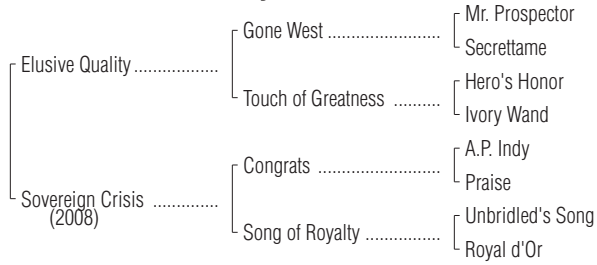 Mr. Prospector
Gone West
Secrettame
Elusive Quality
Hero's Honor
Touch of Greatness
Ivory Wand
A.P. Indy
Congrats
Praise
Sovereign Crisis
(2008)
Unbridled's Song
Song of Royalty
Royal d'Or